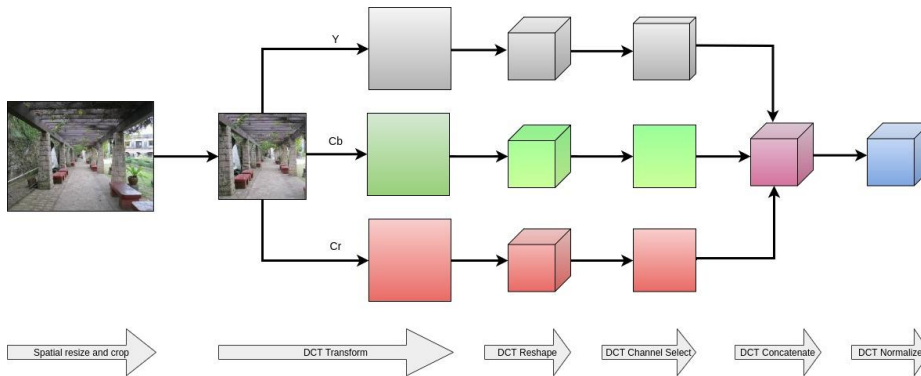 Y
Cb
Cr
Spatial resize and crop
DCT Transform
DCT Reshape
DCT Channel Select
DCT Concatenate
DCT Normalize